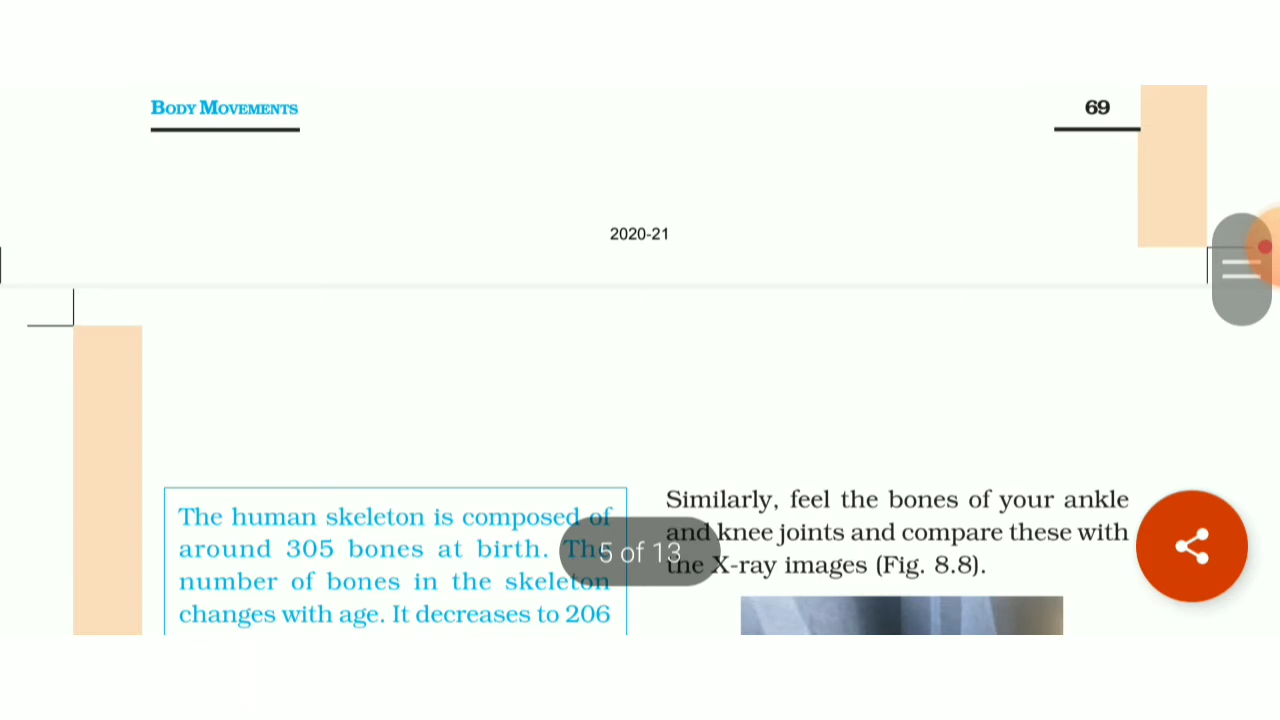 BODY MOVEMENTS
69
2020-21
The human skeleton is composed of
around 305 bones at birth. The
number of bones in the skeleton
changes with age. It decreases to 206
5 of 13
Similarly, feel the bones of your ankle
and knee joints and compare these with
the X-ray images (Fig. 8.8).